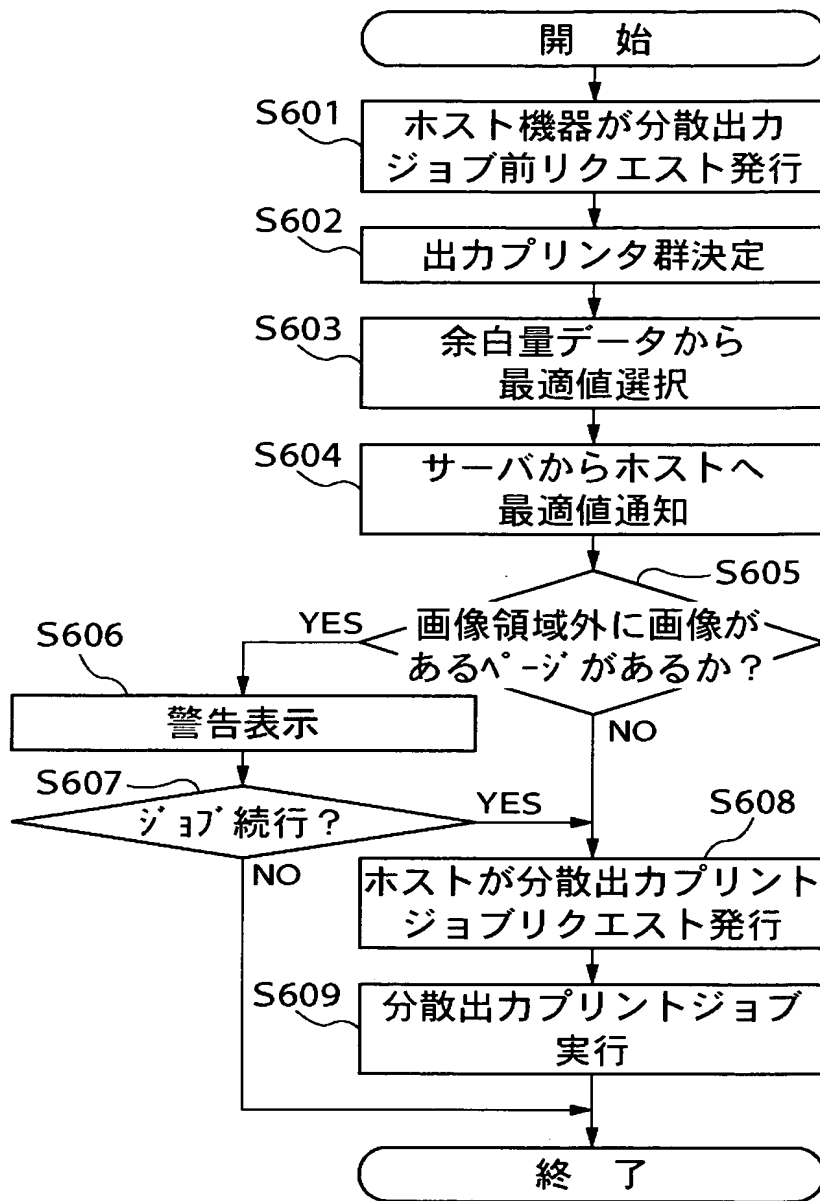 開 始
S601
ホスト機器が分散出力
ジョブ前リクエスト発行
S602
出力プリンタ群決定
S603
余白量データから
最適値選択
S604
サーバからホストへ
最適値通知
S605
画像領域外に画像が
あるページがあるか?
YES
NO
S606
警告表示
S607
ジョブ続行?
YES
NO
S608
ホストが分散出力プリント
ジョブリクエスト発行
S609
分散出力プリントジョブ
実行
終 了